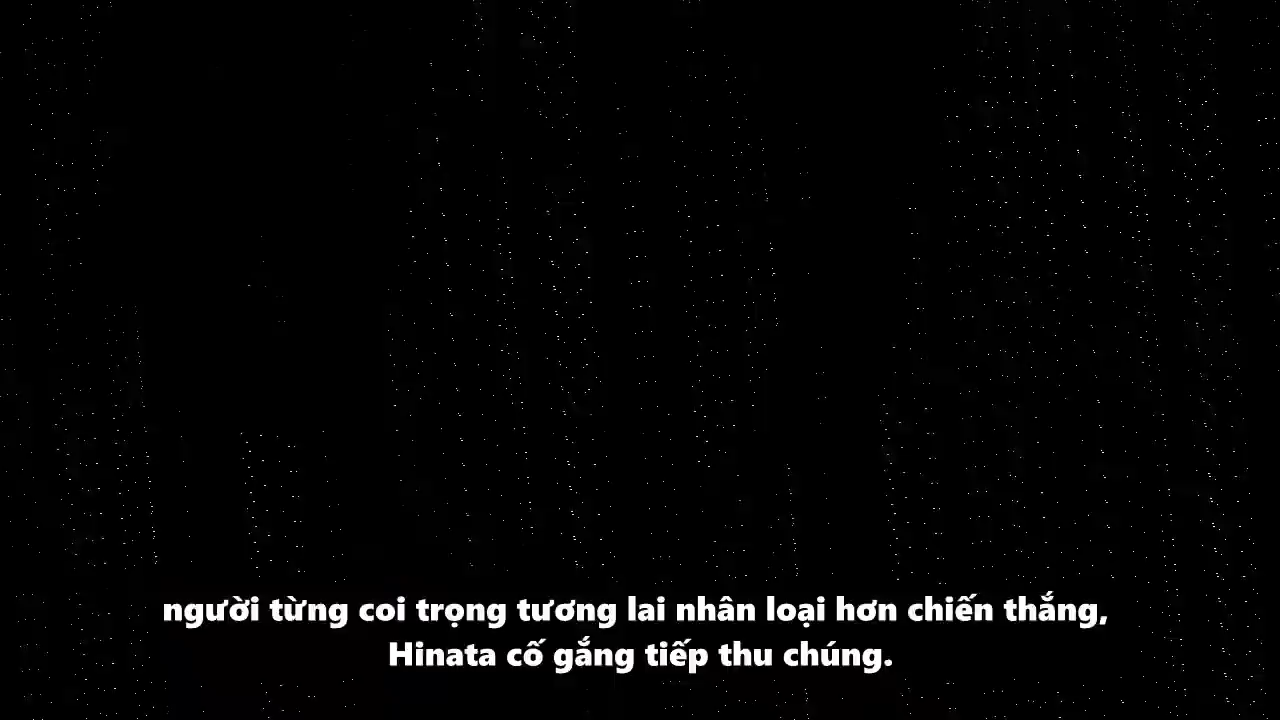 người từng coi trọng tương lai nhân loại hơn chiến thắng,
Hinata cố gắng tiếp thu chúng.